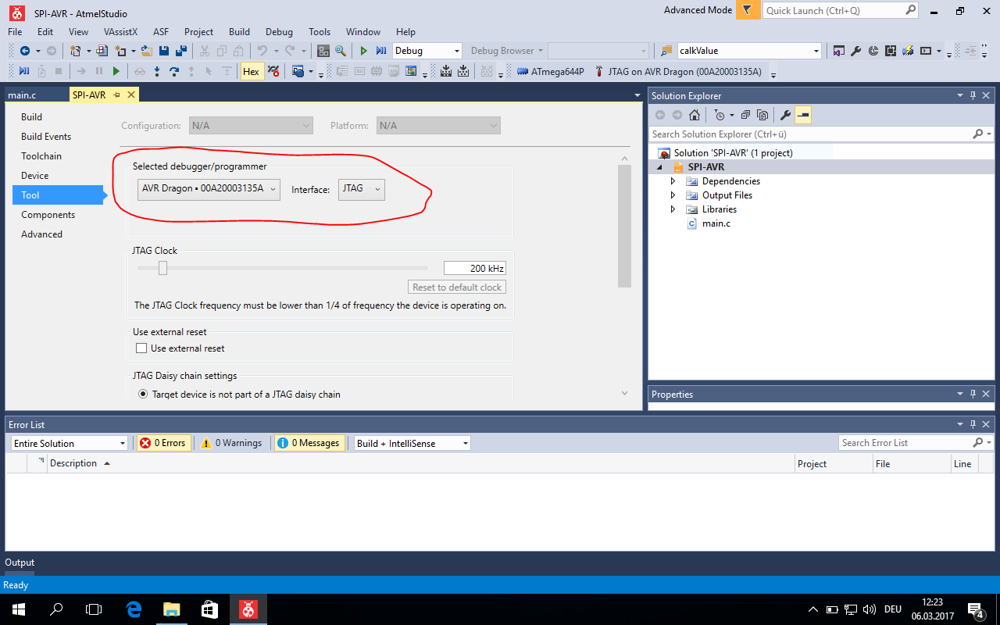 SPI-AVR - AtmelStudio
Advanced Mode
Quick Launch (Ctrl+Q)
File Edit View VAssistX ASF Project Build Debug Tools Window Help
Debug Debug Browser calkValue
Hex ATmega644P JTAG on AVR Dragon (00A20003135A)
main.c SPI-AVR
Build
Build Events
Toolchain
Device
Tool
Components
Advanced
Configuration: N/A Platform: N/A
Selected debugger/programmer
AVR Dragon • 00A20003135A Interface: JTAG
JTAG Clock
200 kHz
Reset to default clock
The JTAG Clock frequency must be lower than 1/4 of frequency the device is operating on.
Use external reset
Use external reset
JTAG Daisy chain settings
Target device is not part of a JTAG daisy chain
Solution Explorer
Search Solution Explorer (Ctrl+ü)
Solution 'SPI-AVR' (1 project)
SPI-AVR
Dependencies
Output Files
Libraries
main.c
Properties
Error List
Entire Solution 0 Errors 0 Warnings 0 Messages Build + IntelliSense Search Error List
Description Project File Line
Output
Ready
DEU
12:23
06.03.2017
4